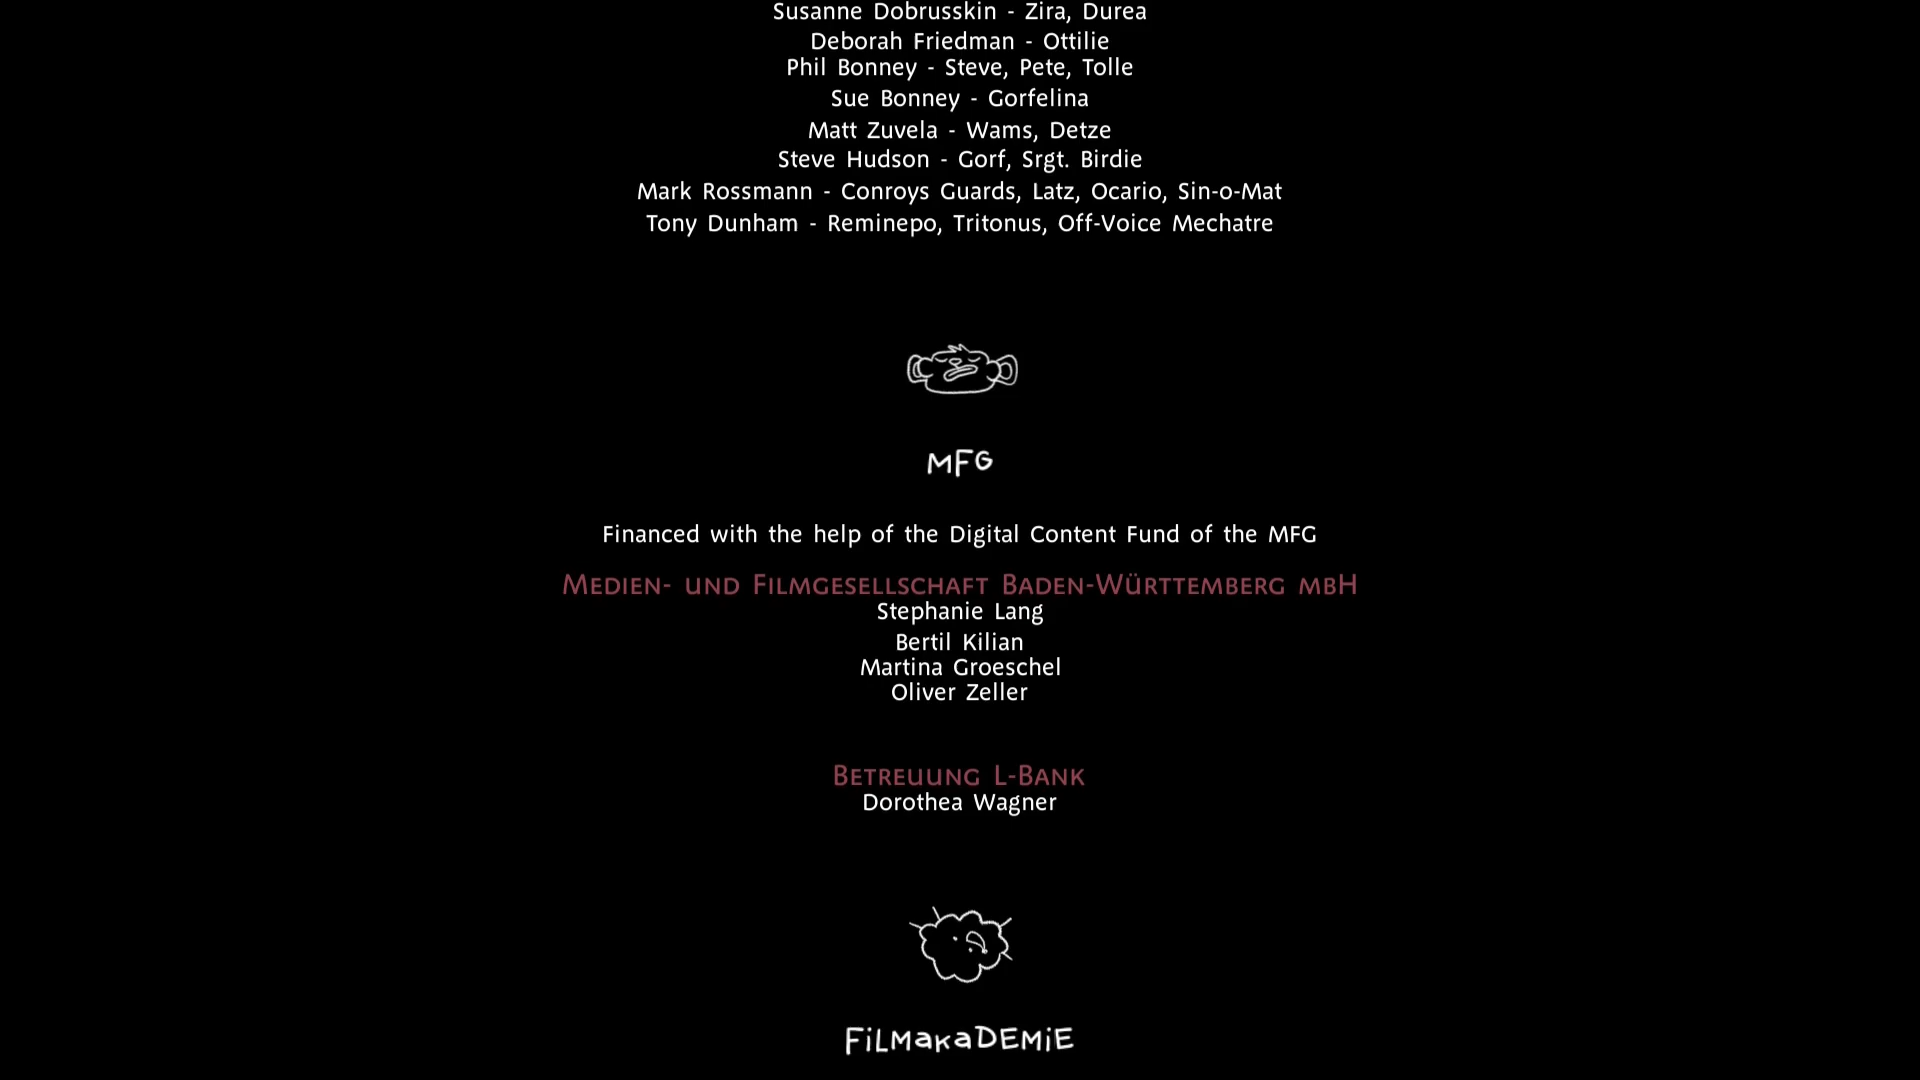 Susanne Dobrusskin - Zira, Durea
Deborah Friedman - Ottilie
Phil Bonney - Steve, Pete, Tolle
Sue Bonney - Gorfelina
Matt Zuvela - Wams, Detze
Steve Hudson - Gorf, Srgt. Birdie
Mark Rossmann - Conroys Guards, Latz, Ocario, Sin-o-Mat
Tony Dunham - Reminepo, Tritonus, Off-Voice Mechatre
MFG
Financed with the help of the Digital Content Fund of the MFG
Medien- und Filmgesellschaft Baden-Württemberg mbH
Stephanie Lang
Bertil Kilian
Martina Groeschel
Oliver Zeller
Betreuung L-Bank
Dorothea Wagner
FiLMaKaDEMiE